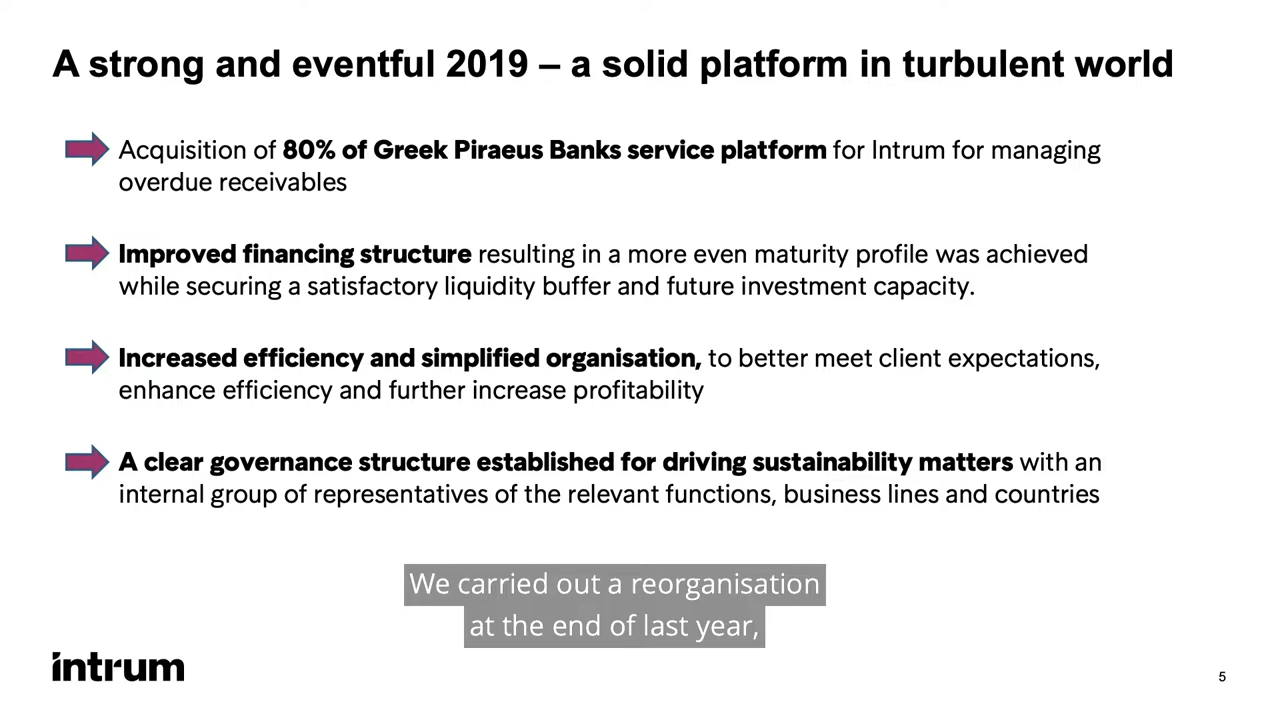 A strong and eventful 2019 – a solid platform in turbulent world
Acquisition of 80% of Greek Piraeus Banks service platform for Intrum for managing
overdue receivables
Improved financing structure resulting in a more even maturity profile was achieved
while securing a satisfactory liquidity buffer and future investment capacity.
Increased efficiency and simplified organisation, to better meet client expectations,
enhance efficiency and further increase profitability
A clear governance structure established for driving sustainability matters with an
internal group of representatives of the relevant functions, business lines and countries
We carried out a reorganisation
at the end of last year,
intrum
5